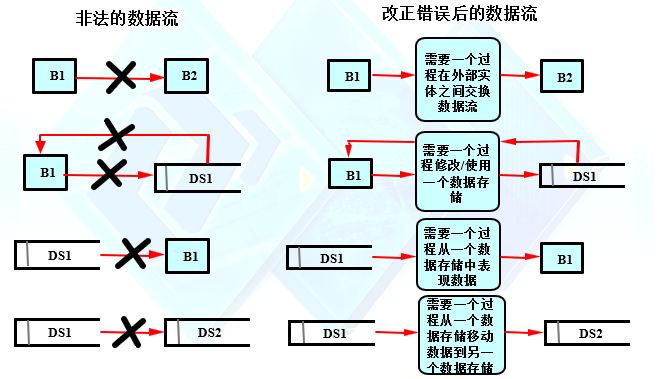 非法的数据流
改正错误后的数据流
B1
B2
B1
需要一个过
程在外部实
体之间交换
数据流
B2
B1
DS1
B1
需要一个过
程修改/使用
一个数据存
储
DS1
DS1
B1
DS1
需要一个过
程从一个数
据存储中表
现数据
B1
DS1
DS2
DS1
需要一个过
程从一个数
据存储移动
数据到另一
个数据存储
DS2